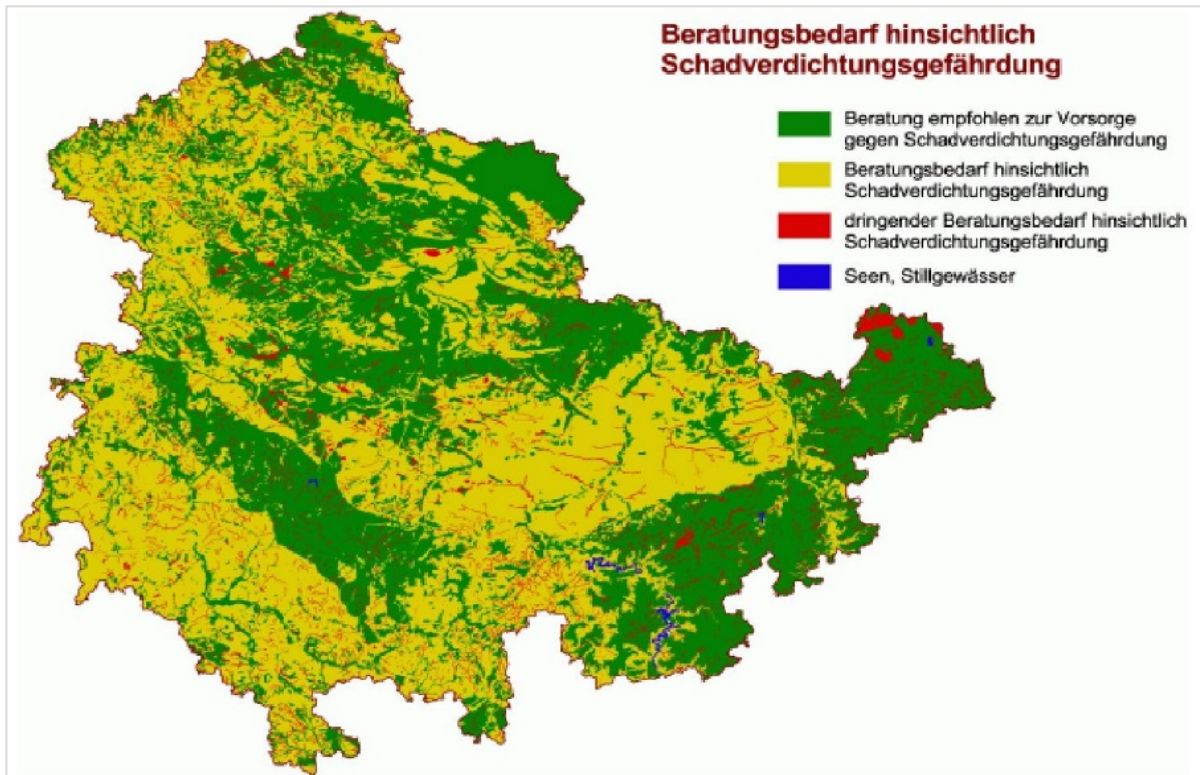 Beratungsbedarf hinsichtlich
Schadverdichtungsgefährdung
Beratung empfohlen zur Vorsorge
gegen Schadverdichtungsgefährdung
Beratungsbedarf hinsichtlich
Schadverdichtungsgefährdung
dringender Beratungsbedarf hinsichtlich
Schadverdichtungsgefährdung
Seen, Stillgewässer